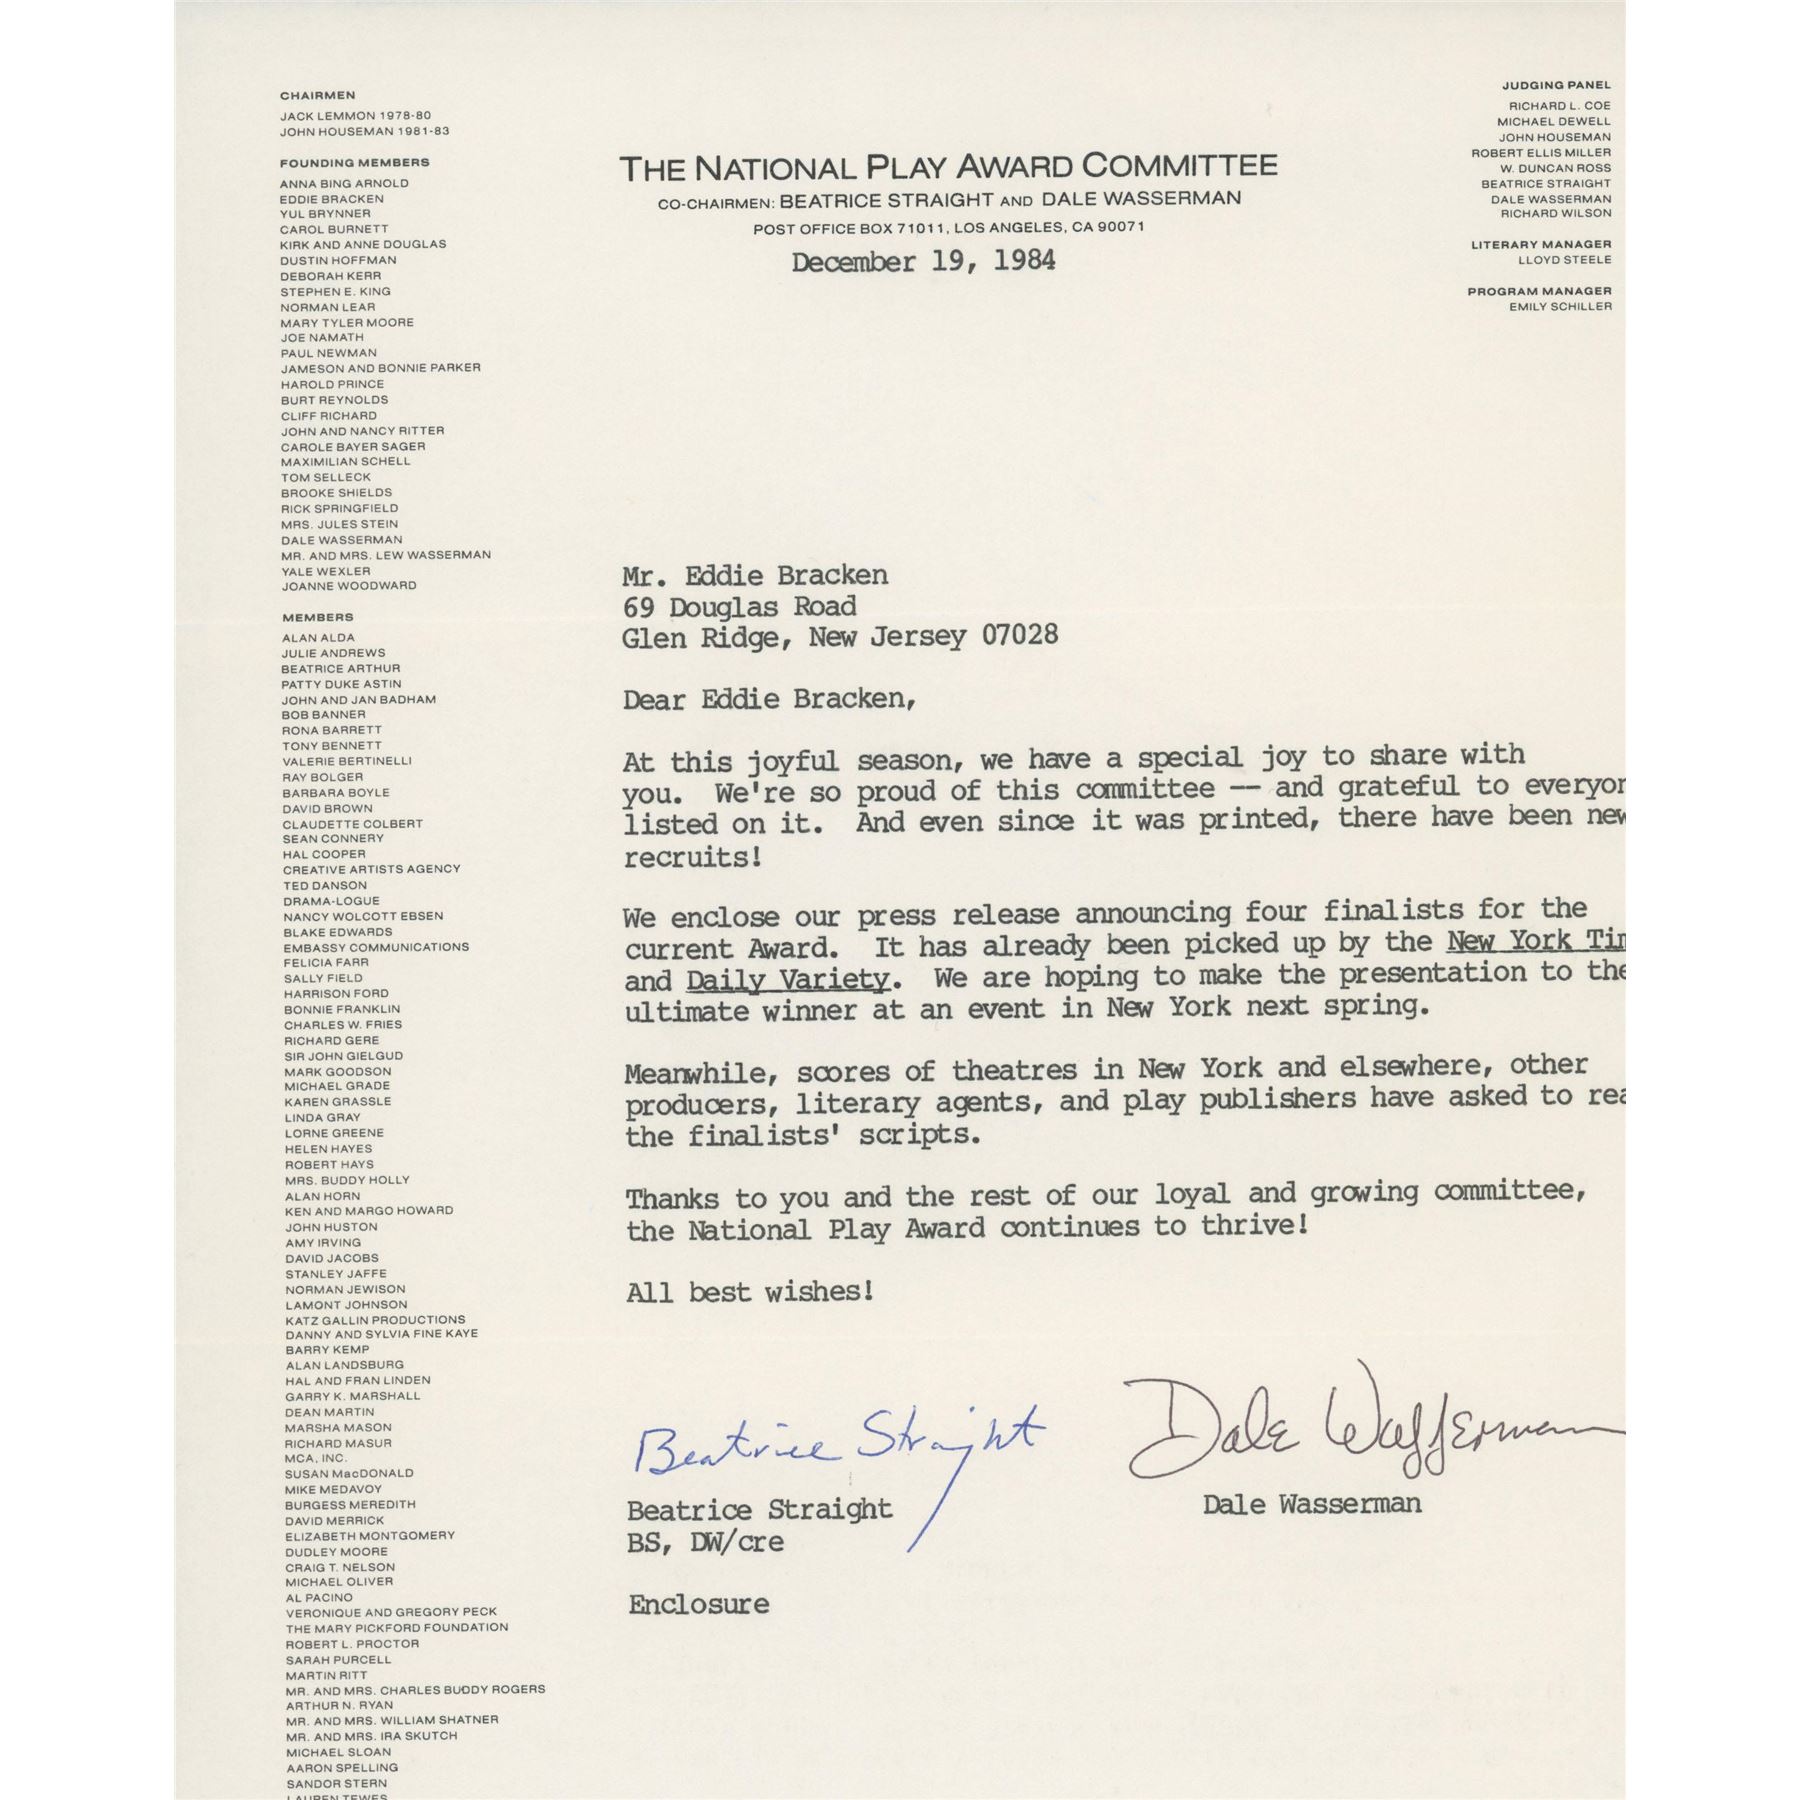 CHAIRMEN
JACK LEMMON 1978-80
JOHN HOUSEMAN 1981-83
FOUNDING MEMBERS
ANNA BING ARNOLD
EDDIE BRACKEN
YUL BRYNNER
CAROL BURNETT
KIRK AND ANNE DOUGLAS
DUSTIN HOFFMAN
DEBORAH KERR
STEPHEN E. KING
NORMAN LEAR
MARY TYLER MOORE
JOE NAMATH
PAUL NEWMAN
JAMESON AND BONNIE PARKER
HAROLD PRINCE
BURT REYNOLDS
CLIFF RICHARD
JOHN AND NANCY RITTER
CAROLE BAYER SAGER
MAXIMILIAN SCHELL
TOM SELLECK
BROOKE SHIELDS
RICK SPRINGFIELD
MRS. JULES STEIN
DALE WASSERMAN
MR. AND MRS. LEW WASSERMAN
YALE WEXLER
JOANNE WOODWARD
MEMBERS
ALAN ALDA
JULIE ANDREWS
BEATRICE ARTHUR
PATTY DUKE ASTIN
JOHN AND JAN BADHAM
BOB BANNER
RONA BARRETT
TONY BENNETT
VALERIE BERTINELLI
RAY BOLGER
BARBARA BOYLE
DAVID BROWN
CLAUDETTE COLBERT
SEAN CONNERY
HAL COOPER
CREATIVE ARTISTS AGENCY
TED DANSON
DRAMA-LOGUE
NANCY WOLCOTT EBSEN
BLAKE EDWARDS
EMBASSY COMMUNICATIONS
FELICIA FARR
SALLY FIELD
HARRISON FORD
BONNIE FRANKLIN
CHARLES W. FRIES
RICHARD GERE
SIR JOHN GIELGUD
MARK GOODSON
MICHAEL GRADE
KAREN GRASSLE
LINDA GRAY
LORNE GREENE
HELEN HAYES
ROBERT HAYS
MRS. BUDDY HOLLY
ALAN HORN
KEN AND MARGO HOWARD
JOHN HUSTON
AMY IRVING
DAVID JACOBS
STANLEY JAFFE
NORMAN JEWISON
LAMONT JOHNSON
KATZ GALLIN PRODUCTIONS
DANNY AND SYLVIA FINE KAYE
BARRY KEMP
ALAN LANDSBURG
HAL AND FRAN LINDEN
GARRY K. MARSHALL
DEAN MARTIN
MARSHA MASON
RICHARD MASUR
MCA, INC.
SUSAN MacDONALD
MIKE MEDAVOY
BURGESS MEREDITH
DAVID MERRICK
ELIZABETH MONTGOMERY
DUDLEY MOORE
CRAIG T. NELSON
MICHAEL OLIVER
AL PACINO
VERONIQUE AND GREGORY PECK
THE MARY PICKFORD FOUNDATION
ROBERT L. PROCTOR
SARAH PURCELL
MARTIN RITT
MR. AND MRS. CHARLES BUDDY ROGERS
ARTHUR N. RYAN
MR. AND MRS. WILLIAM SHATNER
MR. AND MRS. IRA SKUTCH
MICHAEL SLOAN
AARON SPELLING
SANDOR STERN
LAUREN TEWES
THE NATIONAL PLAY AWARD COMMITTEE
CO-CHAIRMEN: BEATRICE STRAIGHT AND DALE WASSERMAN
POST OFFICE BOX 71011, LOS ANGELES, CA 90071
December 19, 1984
JUDGING PANEL
RICHARD L. COE
MICHAEL DEWELL
JOHN HOUSEMAN
ROBERT ELLIS MILLER
W. DUNCAN ROSS
BEATRICE STRAIGHT
DALE WASSERMAN
RICHARD WILSON
LITERARY MANAGER
LLOYD STEELE
PROGRAM MANAGER
EMILY SCHILLER
Mr. Eddie Bracken
69 Douglas Road
Glen Ridge, New Jersey 07028
Dear Eddie Bracken,
At this joyful season, we have a special joy to share with
you. We're so proud of this committee -- and grateful to everyon
listed on it. And even since it was printed, there have been new
recruits!
We enclose our press release announcing four finalists for the
current Award. It has already been picked up by the New York Tim
and Daily Variety. We are hoping to make the presentation to the
ultimate winner at an event in New York next spring.
Meanwhile, scores of theatres in New York and elsewhere, other
producers, literary agents, and play publishers have asked to rea
the finalists' scripts.
Thanks to you and the rest of our loyal and growing committee,
the National Play Award continues to thrive!
All best wishes!
Beatrice Straight
Dale Wasserman
Beatrice Straight
Dale Wasserman
BS, DW/cre
Enclosure